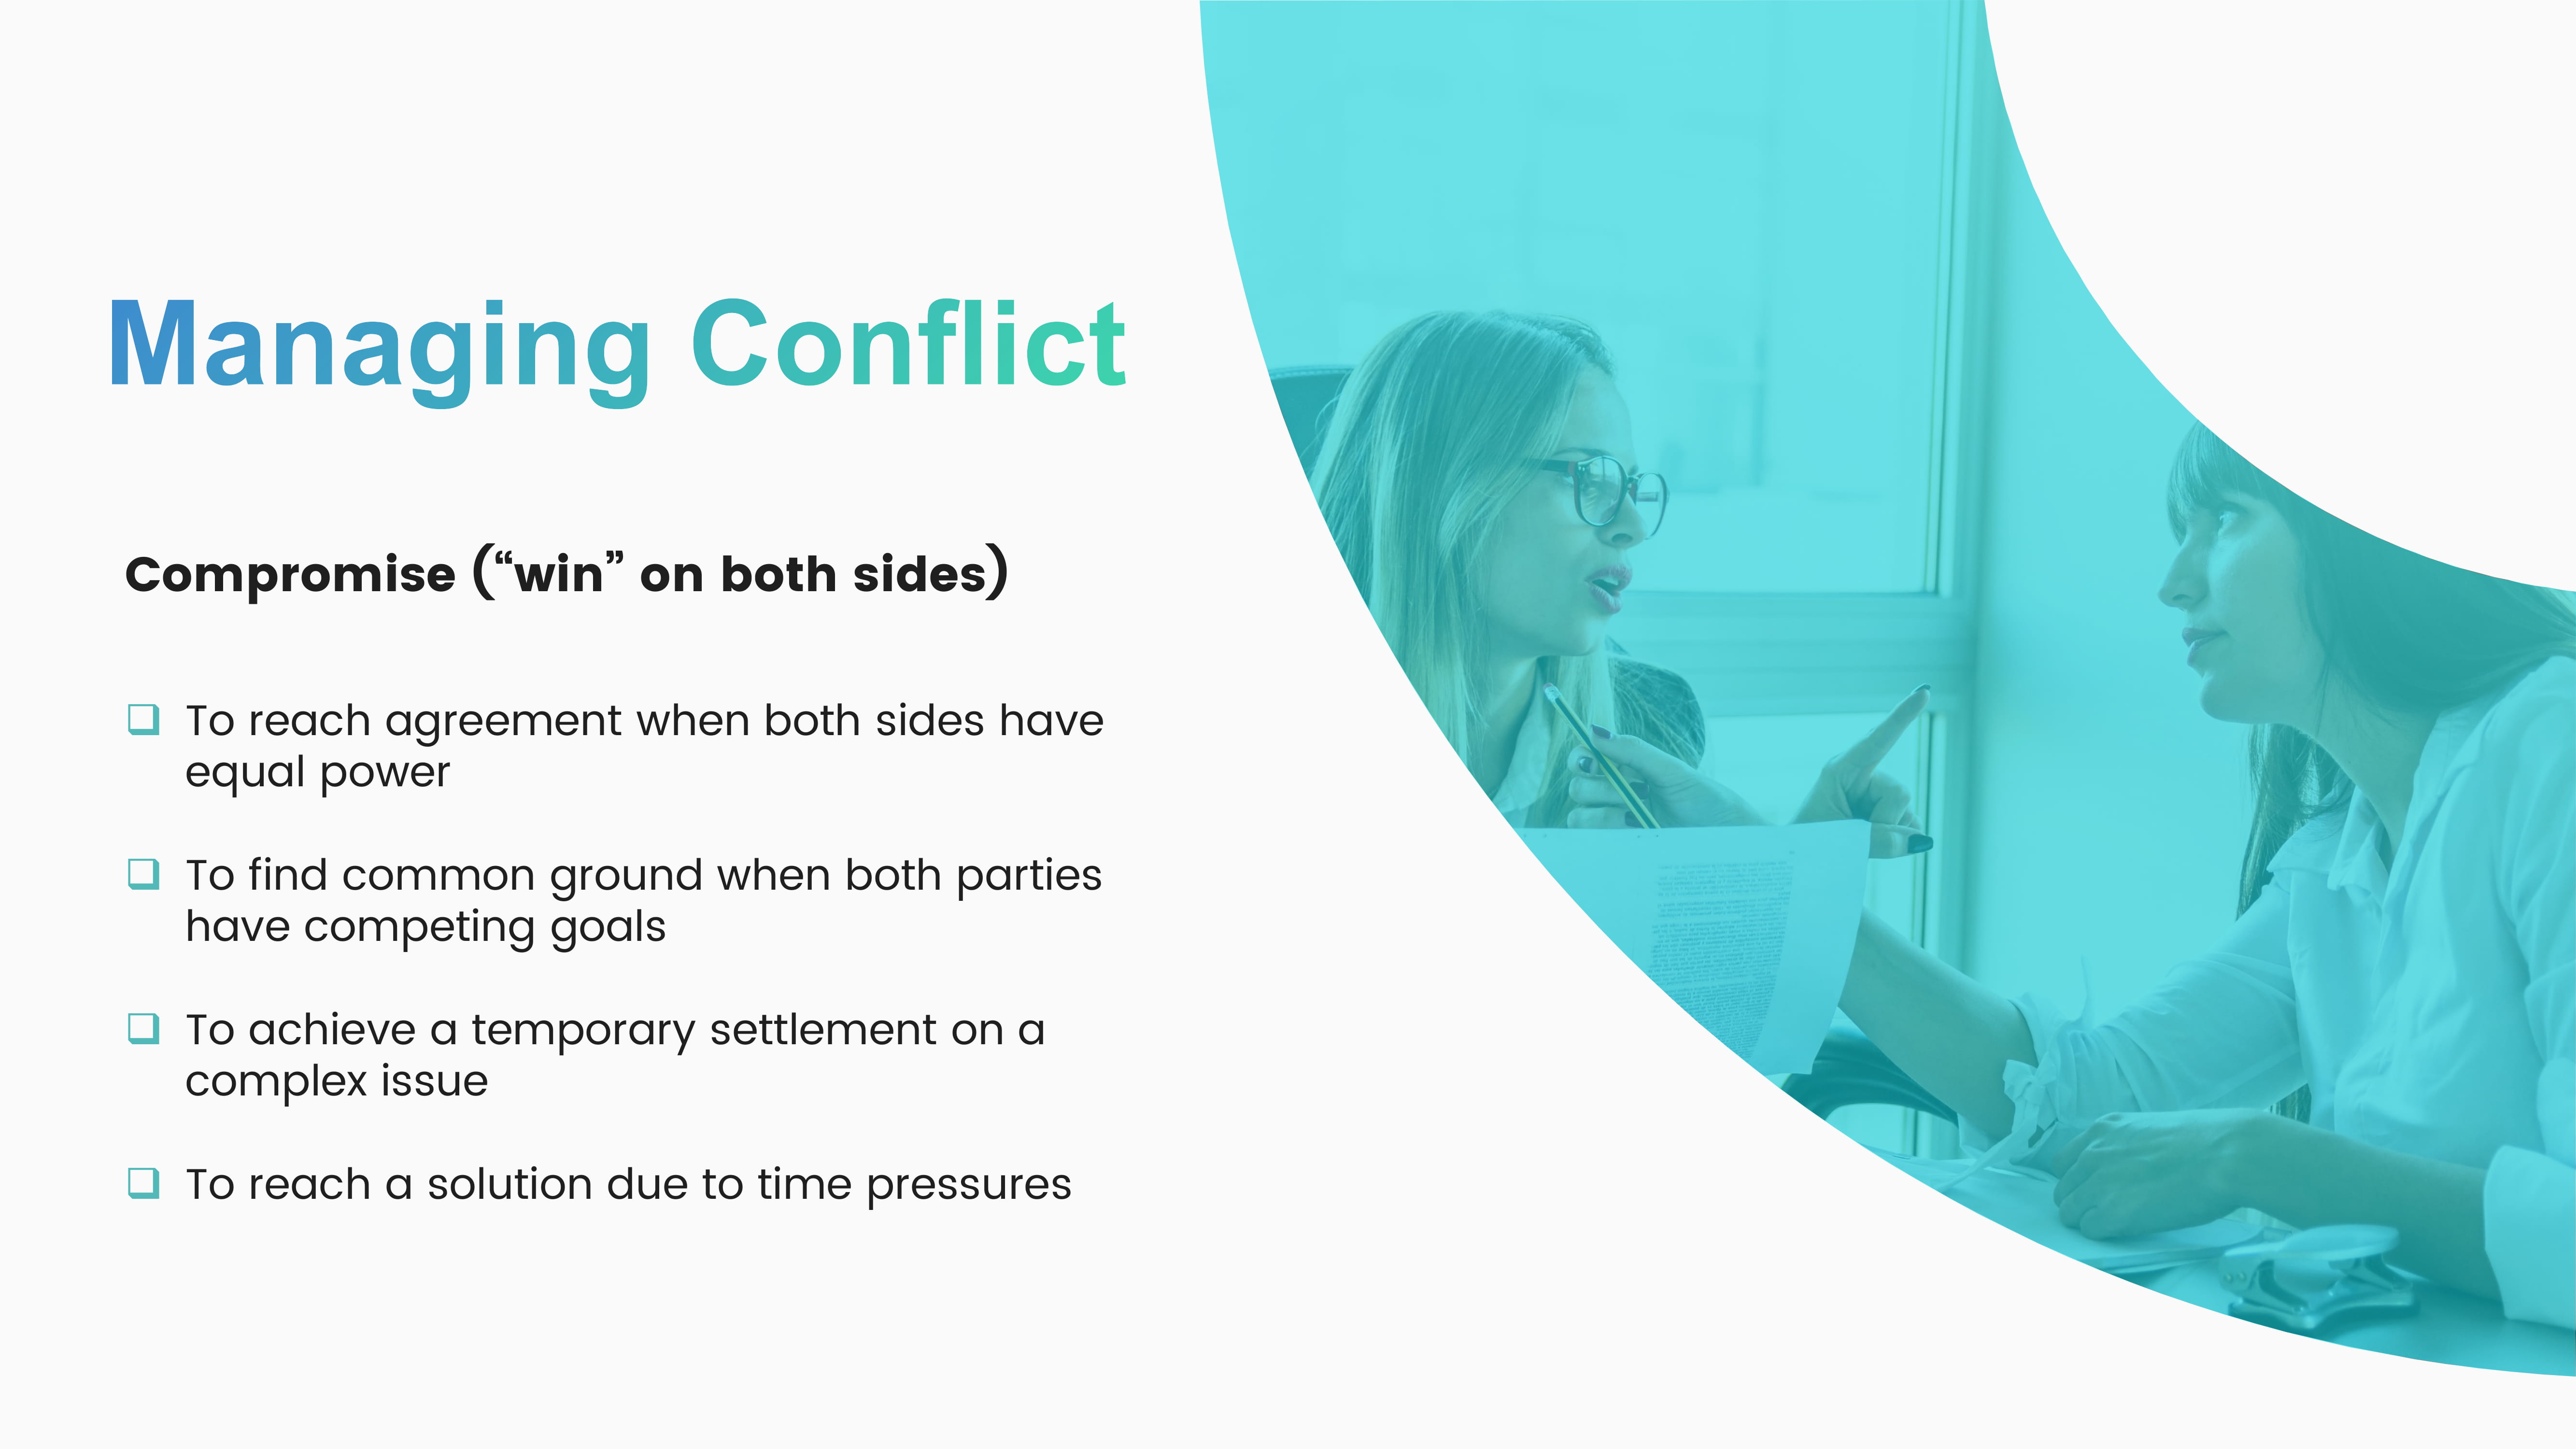 Managing Conflict
Compromise (“win” on both sides)
❑ To reach agreement when both sides have
equal power
❑ To find common ground when both parties
have competing goals
❑ To achieve a temporary settlement on a
complex issue
❑ To reach a solution due to time pressures